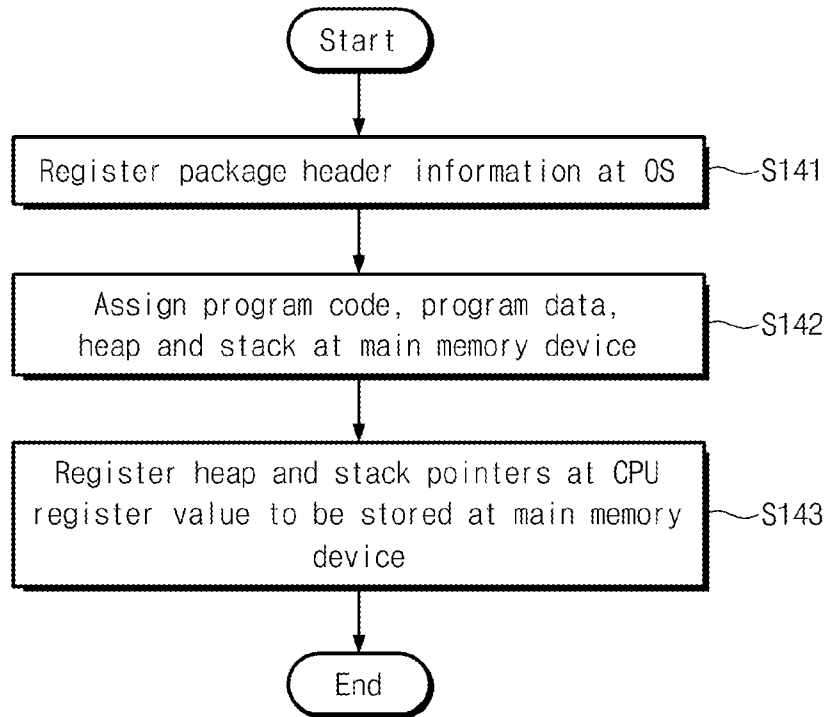 Start
Register package header information at OS
S141
Assign program code, program data,
heap and stack at main memory device
S142
Register heap and stack pointers at CPU
register value to be stored at main memory
device
S143
End